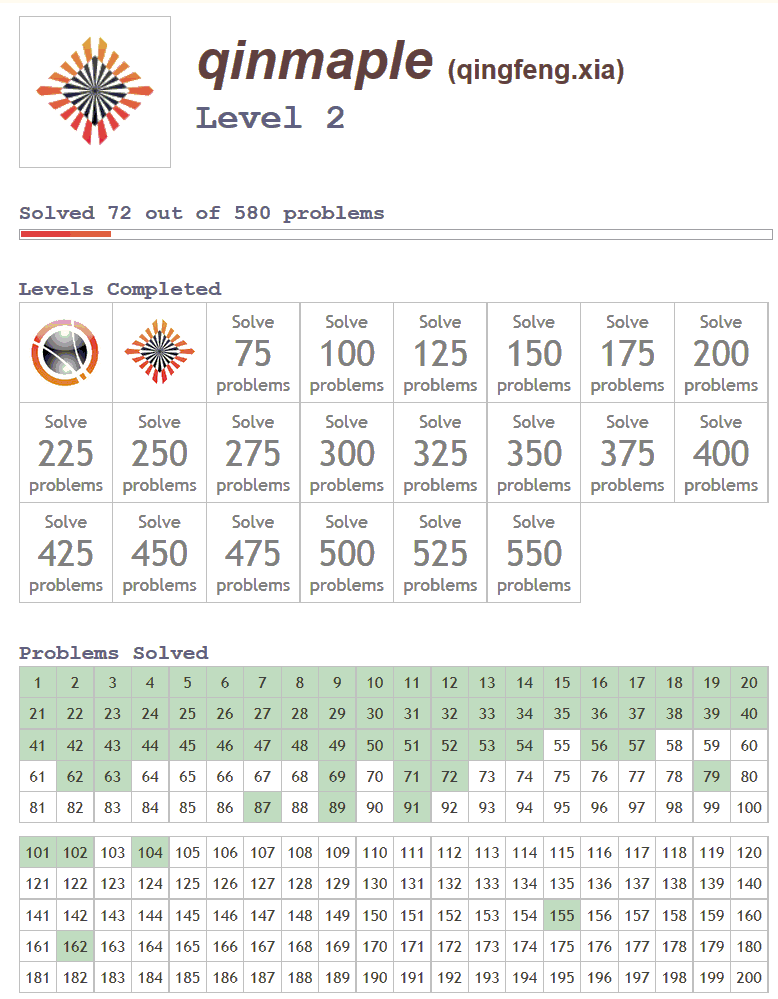 qinmaple (qingfeng.xia)
Level 2
Solved 72 out of 580 problems
Levels Completed
Solve Solve Solve Solve Solve Solve
75 100 125 150 175 200
problems problems problems problems problems problems
Solve Solve Solve Solve Solve Solve Solve Solve
225 250 275 300 325 350 375 400
problems problems problems problems problems problems problems problems
Solve Solve Solve Solve Solve Solve
425 450 475 500 525 550
problems problems problems problems problems problems
Problems Solved
1 2 3 4 5 6 7 8 9 10 11 12 13 14 15 16 17 18 19 20
21 22 23 24 25 26 27 28 29 30 31 32 33 34 35 36 37 38 39 40
41 42 43 44 45 46 47 48 49 50 51 52 53 54 55 56 57 58 59 60
61 62 63 64 65 66 67 68 69 70 71 72 73 74 75 76 77 78 79 80
81 82 83 84 85 86 87 88 89 90 91 92 93 94 95 96 97 98 99 100
101 102 103 104 105 106 107 108 109 110 111 112 113 114 115 116 117 118 119 120
121 122 123 124 125 126 127 128 129 130 131 132 133 134 135 136 137 138 139 140
141 142 143 144 145 146 147 148 149 150 151 152 153 154 155 156 157 158 159 160
161 162 163 164 165 166 167 168 169 170 171 172 173 174 175 176 177 178 179 180
181 182 183 184 185 186 187 188 189 190 191 192 193 194 195 196 197 198 199 200